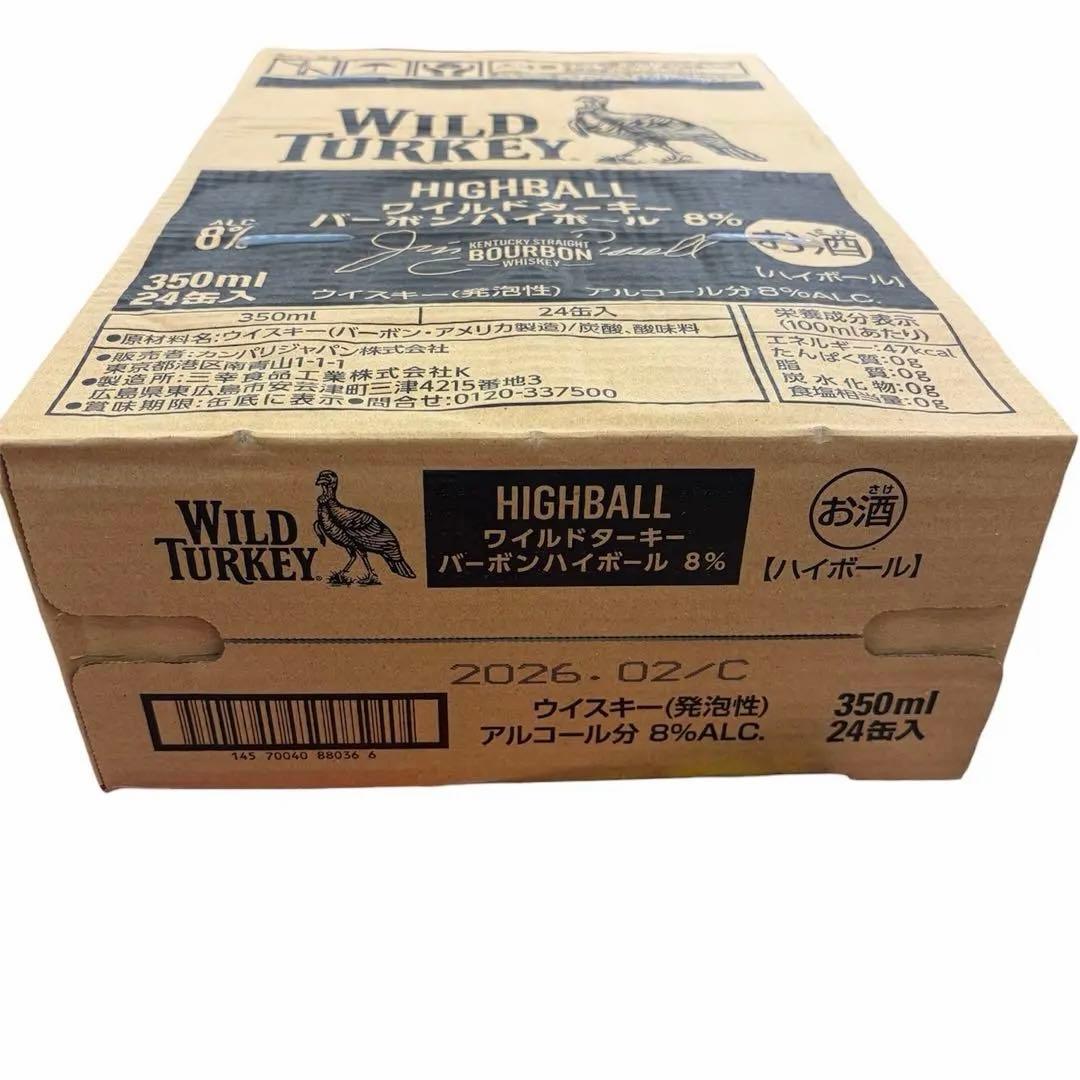 WILD
TURKEY
HIGHBALL
ワイルドターキー
バーボンハイボール 8%
ALC
8%
お酒
【ハイボール】
KENTUCKY STRAIGHT
BOURBON
WHISKEY
350ml
24缶入
ウイスキー(発泡性) アルコール分8%ALC.
350ml 24缶入
●原材料名:ウイスキー(バーボン・アメリカ製造)/炭酸、酸味料
●販売者:カンパリジャパン株式会社
東京都港区南青山1-1-1
●製造所:三幸食品工業株式会社K
広島県東広島市安芸津町三津4215番地3
●賞味期限:缶底に表示●問合せ:0120-337500
栄養成分表示
(100mlあたり)
エネルギー:47kcal
たんぱく質:0g
脂質:0g
炭水化物:0g
食塩相当量:0g
WILD
TURKEY®
HIGHBALL
ワイルドターキー
バーボンハイボール 8%
さけ
お酒
【ハイボール】
2026.02/C
ウイスキー(発泡性)
アルコール分 8%ALC.
350ml
24缶入
145 70040 88036 6